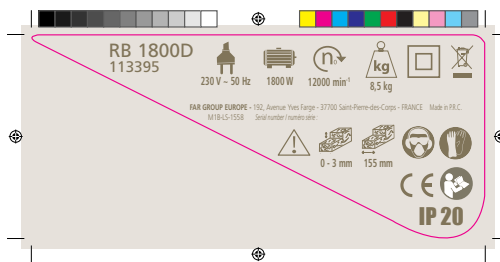 RB 1800D
113395
230 V ~ 50 Hz
1800 W
n0
12000 min-1
kg
8,5 kg
FAR GROUP EUROPE - 192, Avenue Yves Farge - 37700 Saint-Pierre-des-Corps - FRANCE Made in P.R.C.
M1B-LS-1558 Serial number / numéro série :
0 - 3 mm
155 mm
CE
IP 20